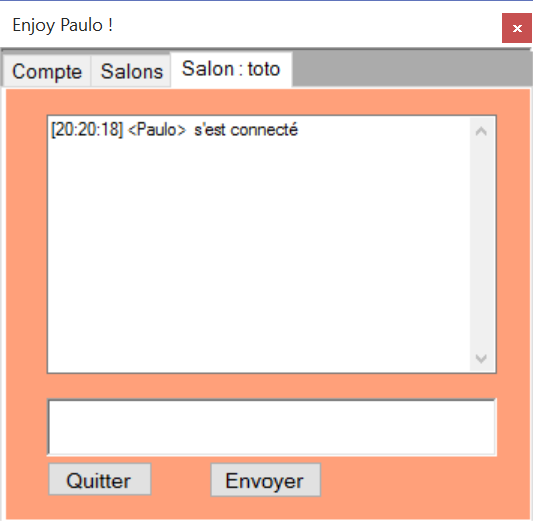 Enjoy Paulo !
Compte Salons Salon : toto
[20:20:18] <Paulo> s'est connecté
Quitter Envoyer